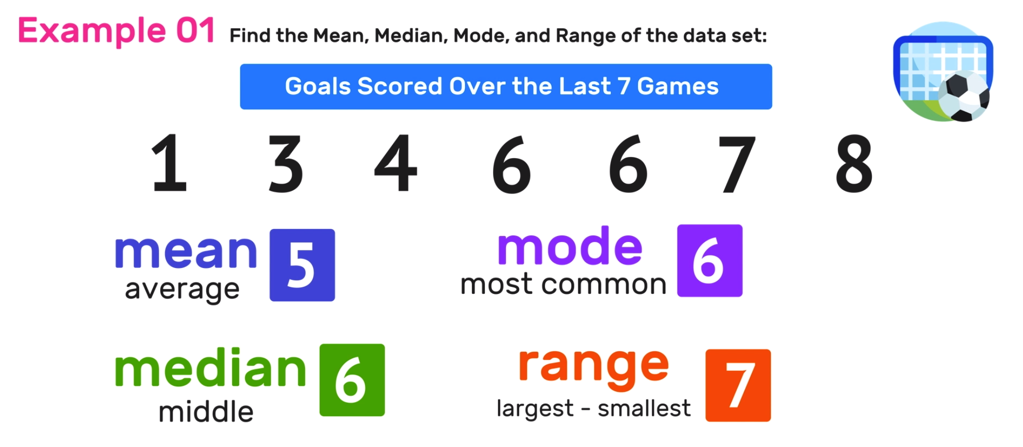 Example 01 Find the Mean, Median, Mode, and Range of the data set:
Goals Scored Over the Last 7 Games
1 3 4 6 6 7 8
mean 5
average
mode 6
most common
median 6
middle
range 7
largest - smallest